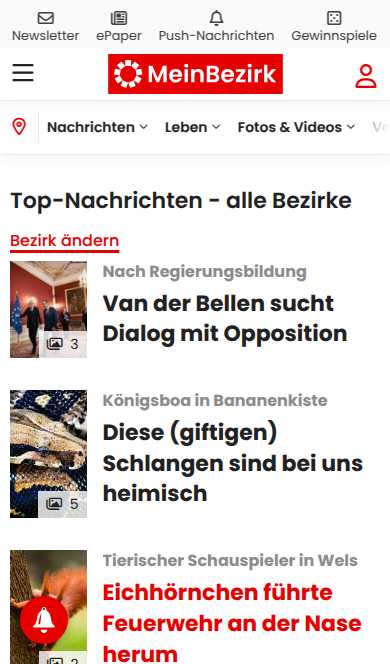 Newsletter ePaper Push-Nachrichten Gewinnspiele
MeinBezirk
Nachrichten Leben Fotos & Videos
Top-Nachrichten - alle Bezirke
Bezirk ändern
Nach Regierungsbildung
Van der Bellen sucht
Dialog mit Opposition
3
Königsboa in Bananenkiste
Diese (giftigen)
Schlangen sind bei uns
heimisch
5
Tierischer Schauspieler in Wels
Eichhörnchen führte
Feuerwehr an der Nase
herum